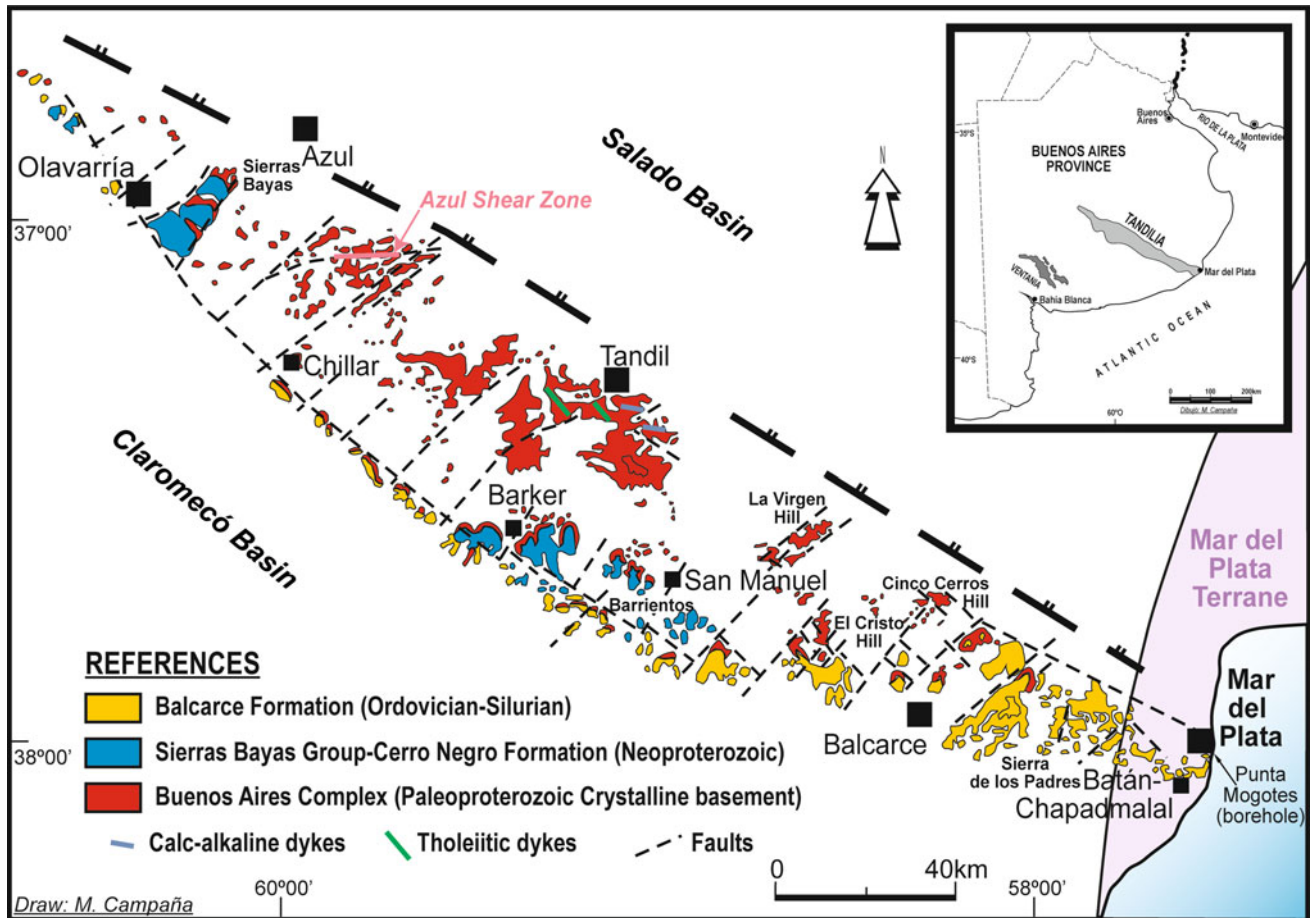 Olavarría
Azul
Sierras
Bayas
Azul Shear Zone
Salado Basin
N
37º00'
Chillar
Tandil
Claromecó Basin
Barker
La Virgen
Hill
San Manuel
Barrientos
Cinco Cerros
Hill
El Cristo
Hill
Balcarce
Sierra
de los Padres
Batán-
Chapadmalal
Mar del
Plata
Terrane
Mar
del
Plata
Punta
Mogotes
(borehole)
38º00'
REFERENCES
Balcarce Formation (Ordovician-Silurian)
Sierras Bayas Group-Cerro Negro Formation (Neoproterozoic)
Buenos Aires Complex (Paleoproterozoic Crystalline basement)
Calc-alkaline dykes
Tholeiitic dykes
Faults
0 40km
60º00'
58º00'
Draw: M. Campaña
35ºS
Buenos
Aires
RIO DE LA PLATA
Montevideo
BUENOS AIRES
PROVINCE
TANDILIA
VENTANIA
Mar del Plata
Bahía Blanca
ATLANTIC OCEAN
40ºS
60ºO
0 100 200km
Dibujo: M. Campaña